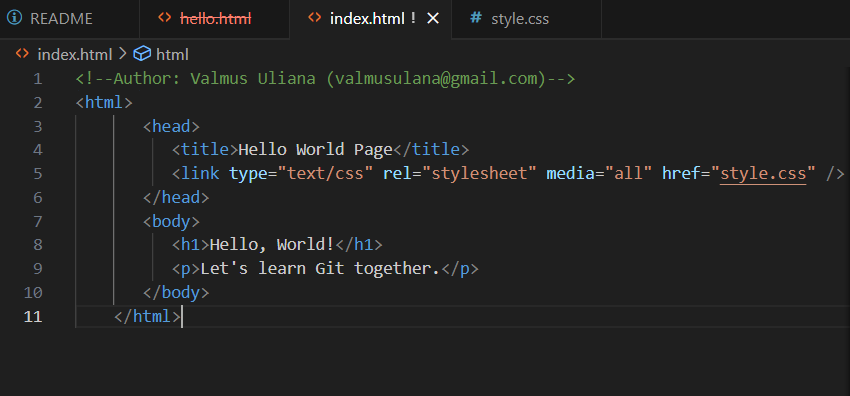 README
hello.html
index.html !
style.css
index.html > html
1 <!--Author: Valmus Uliana (valmusulana@gmail.com)-->
2 <html>
3 <head>
4 <title>Hello World Page</title>
5 <link type="text/css" rel="stylesheet" media="all" href="style.css" />
6 </head>
7 <body>
8 <h1>Hello, World!</h1>
9 <p>Let's learn Git together.</p>
10 </body>
11 </html>